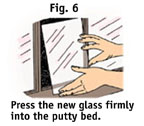 Fig. 6
Press the new glass firmly
into the putty bed.